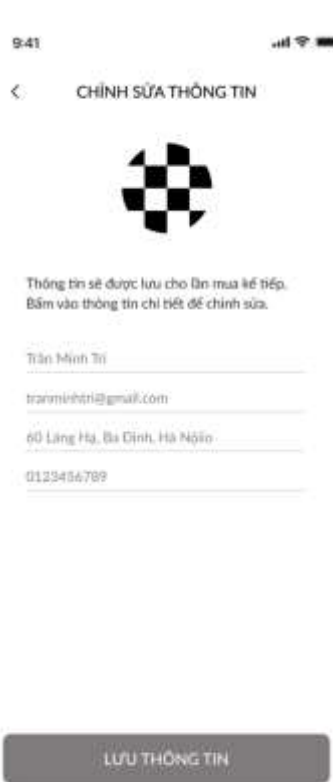 9:41
CHỈNH SỬA THÔNG TIN
Thông tin sẽ được lưu cho lần mua kế tiếp.
Bấm vào thông tin chi tiết để chỉnh sửa.
Trần Minh Trí
tranminhtri@gmail.com
60 Láng Hạ, Ba Đình, Hà Nộiio
0123456789
LƯU THÔNG TIN